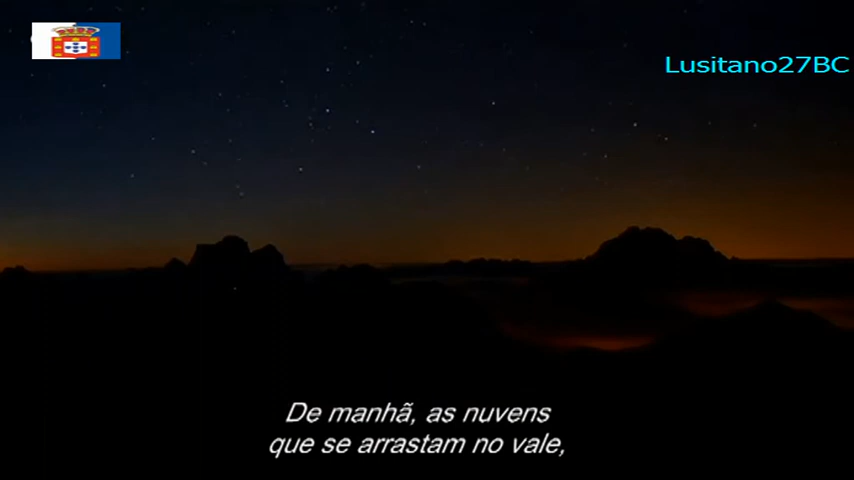 Lusitano27BC
De manhã, as nuvens
que se arrastam no vale,